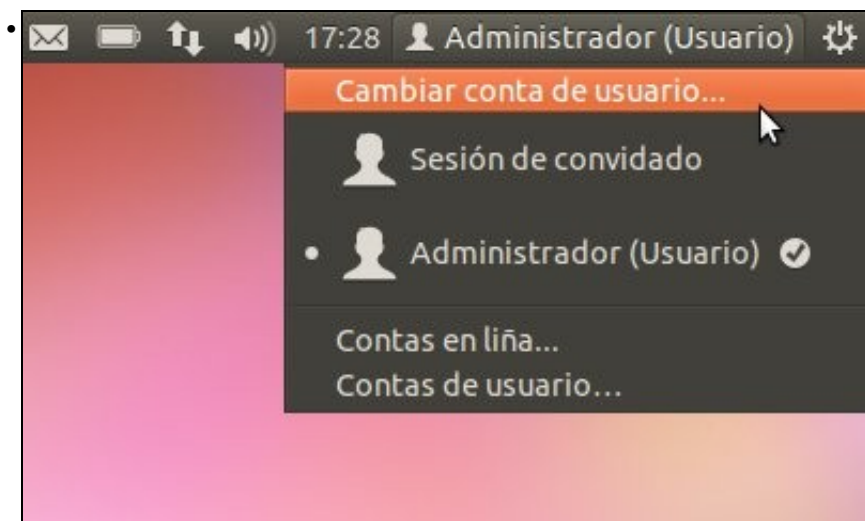 17:28 Administrador (Usuario)
Cambiar conta de usuario...
Sesión de convidado
Administrador (Usuario)
Contas en liña...
Contas de usuario...